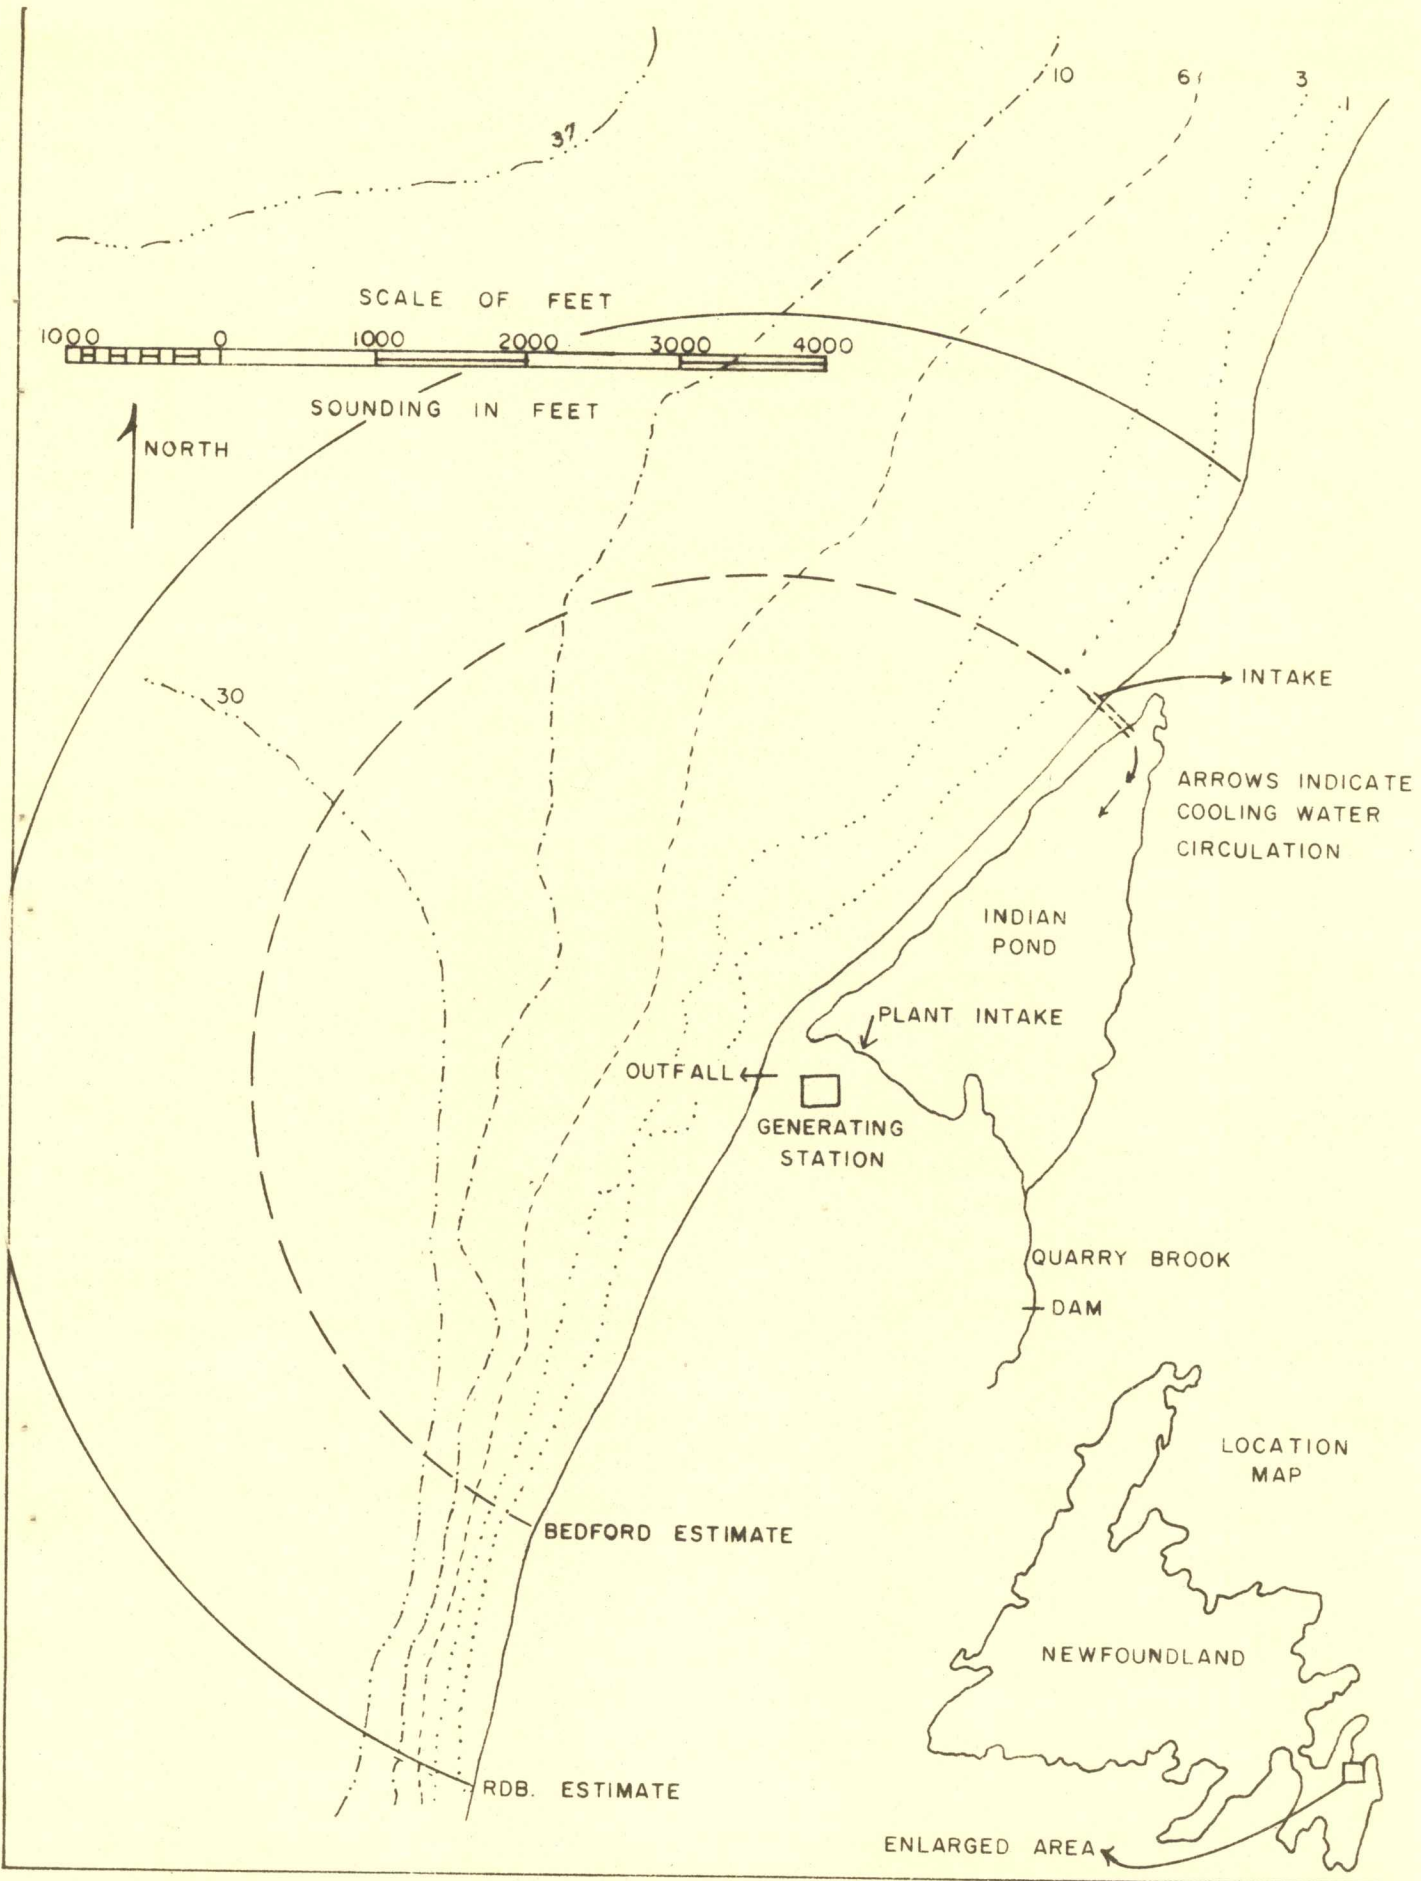 10
6
3
1
37
SCALE OF FEET
1000 0 1000 2000 3000 4000
SOUNDING IN FEET
NORTH
INTAKE
30
ARROWS INDICATE
COOLING WATER
CIRCULATION
INDIAN
POND
PLANT INTAKE
OUTFALL
GENERATING
STATION
QUARRY BROOK
DAM
LOCATION
MAP
BEDFORD ESTIMATE
NEWFOUNDLAND
RDB. ESTIMATE
ENLARGED AREA